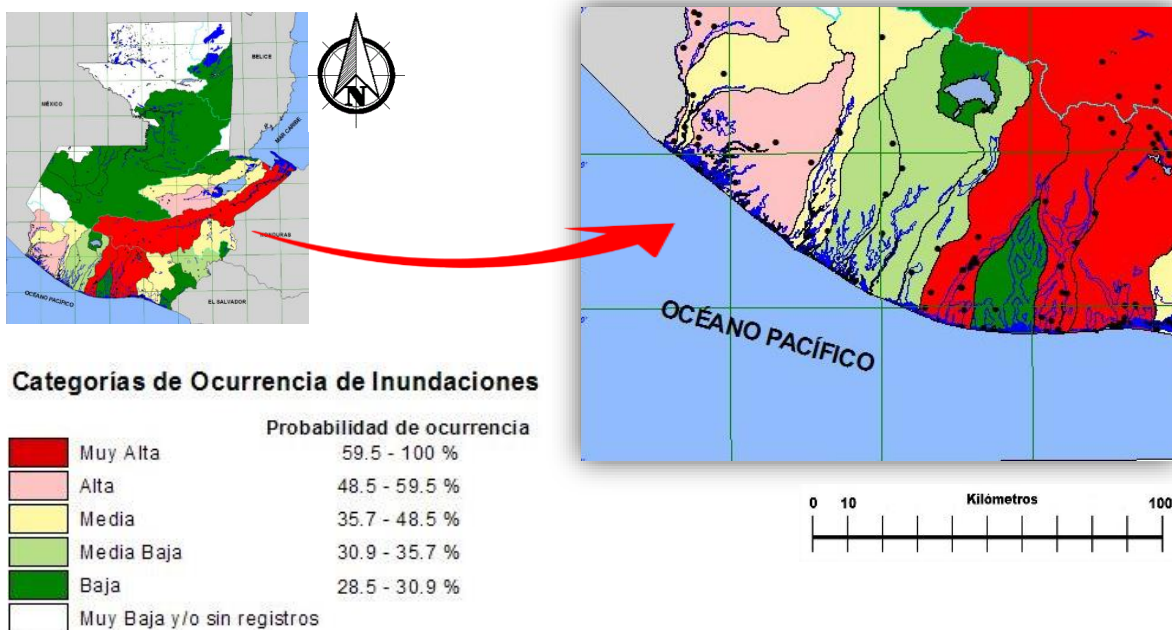 BELICE
MÉXICO
MAR CARIBE
HONDURAS
OCÉANO PACÍFICO
EL SALVADOR
N
OCÉANO PACÍFICO
Categorías de Ocurrencia de Inundaciones
Probabilidad de ocurrencia
Muy Alta 59.5 - 100 %
Alta 48.5 - 59.5 %
Media 35.7 - 48.5 %
Media Baja 30.9 - 35.7 %
Baja 28.5 - 30.9 %
Muy Baja y/o sin registros
0 10 Kilómetros 100